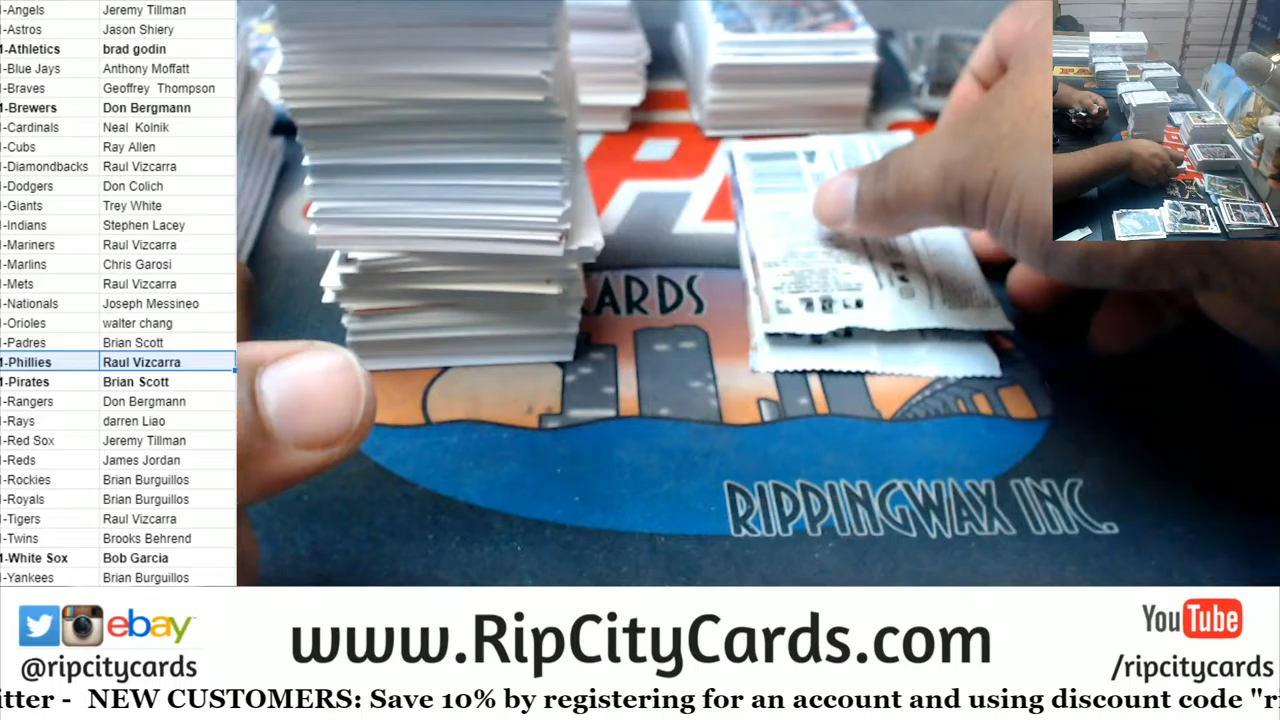 -Angels Jeremy Tillman
-Astros Jason Shiery
-Athletics brad godin
-Blue Jays Anthony Moffatt
-Braves Geoffrey Thompson
-Brewers Don Bergmann
-Cardinals Neal Kolnik
-Cubs Ray Allen
-Diamondbacks Raul Vizcarra
-Dodgers Don Colich
-Giants Trey White
-Indians Stephen Lacey
-Mariners Raul Vizcarra
-Marlins Chris Garosi
-Mets Raul Vizcarra
-Nationals Joseph Messineo
-Orioles walter chang
-Padres Brian Scott
-Phillies Raul Vizcarra
-Pirates Brian Scott
-Rangers Don Bergmann
-Rays darren Liao
-Red Sox Jeremy Tillman
-Reds James Jordan
-Rockies Brian Burguillos
-Royals Brian Burguillos
-Tigers Raul Vizcarra
-Twins Brooks Behrend
-White Sox Bob Garcia
-Yankees Brian Burguillos
ARDS
RIPPINGWAX INC.
ebay
@ripcitycards
www.RipCityCards.com
YouTube
/ripcitycards
itter - NEW CUSTOMERS: Save 10% by registering for an account and using discount code "ri